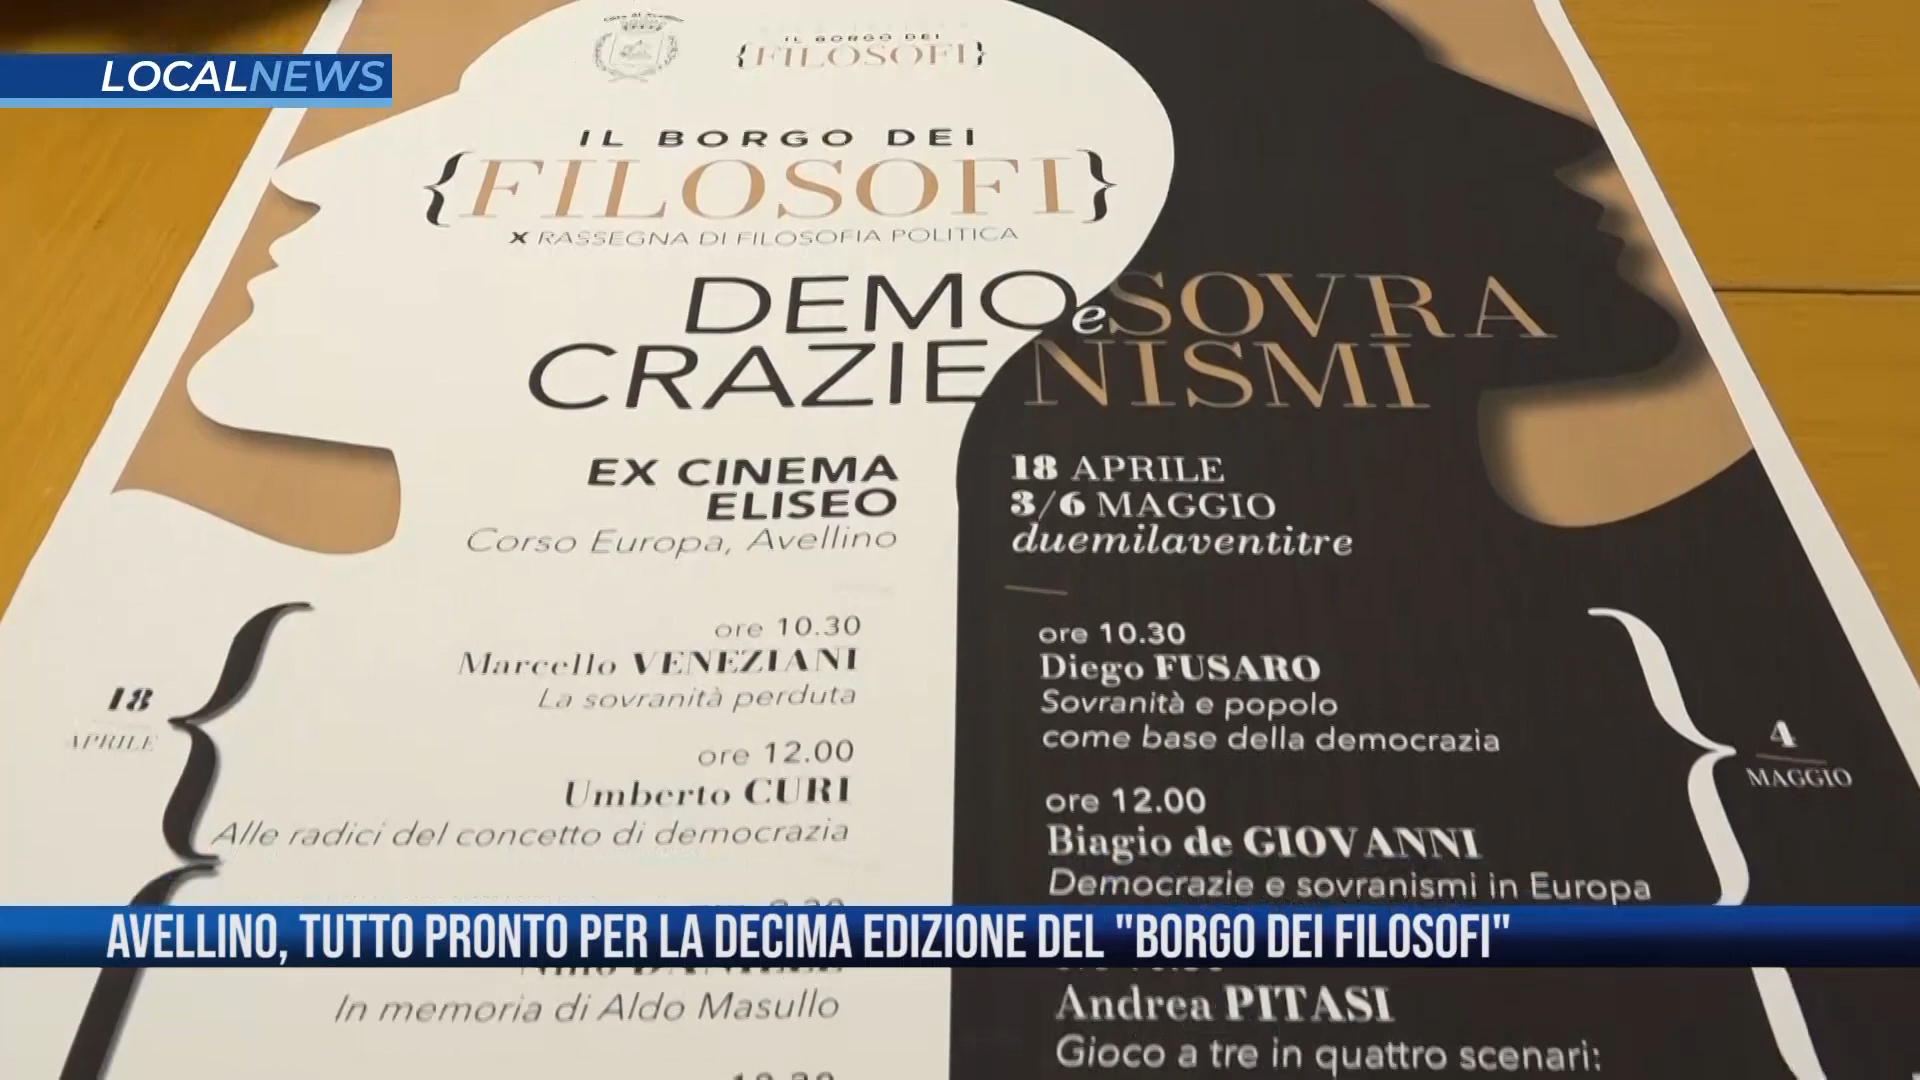 LOCALNEWS
IL BORGO DEI
{FILOSOFI}
IL BORGO DEI
{FILOSOFI}
X RASSEGNA DI FILOSOFIA POLITICA
DEMO e SOVRA
CRAZIE NISMI
EX CINEMA
ELISEO
Corso Europa, Avellino
18 APRILE
3/6 MAGGIO
duemilaventitre
18
APRILE
ore 10.30
Marcello VENEZIANI
La sovranità perduta
ore 12.00
Umberto CURI
Alle radici del concetto di democrazia
In memoria di Aldo Masullo
ore 10.30
Diego FUSARO
Sovranità e popolo
come base della democrazia
ore 12.00
Biagio de GIOVANNI
Democrazie e sovranismi in Europa
4
MAGGIO
Andrea PITASI
Gioco a tre in quattro scenari:
AVELLINO, TUTTO PRONTO PER LA DECIMA EDIZIONE DEL "BORGO DEI FILOSOFI"